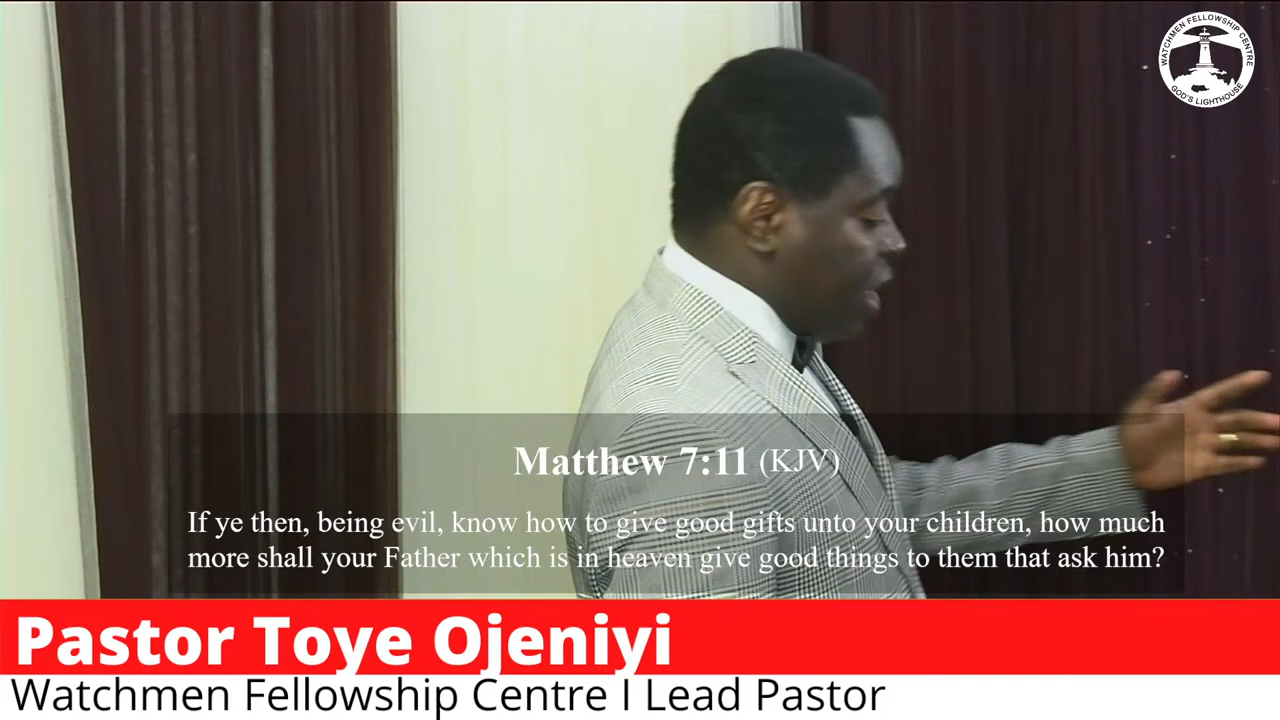 WATCHMEN FELLOWSHIP CENTRE
GOD'S LIGHTHOUSE
Matthew 7:11 (KJV)
If ye then, being evil, know how to give good gifts unto your children, how much
more shall your Father which is in heaven give good things to them that ask him?
Pastor Toye Ojeniyi
Watchmen Fellowship Centre I Lead Pastor